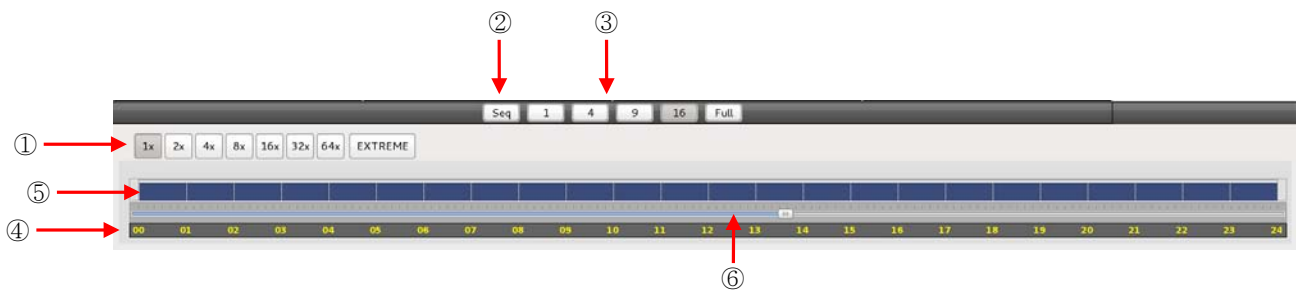 ② ③
Seq 1 4 9 16 Full
① 1x 2x 4x 8x 16x 32x 64x EXTREME
⑤
④ 00 01 02 03 04 05 06 07 08 09 10 11 12 13 14 15 16 17 18 19 20 21 22 23 24
⑥